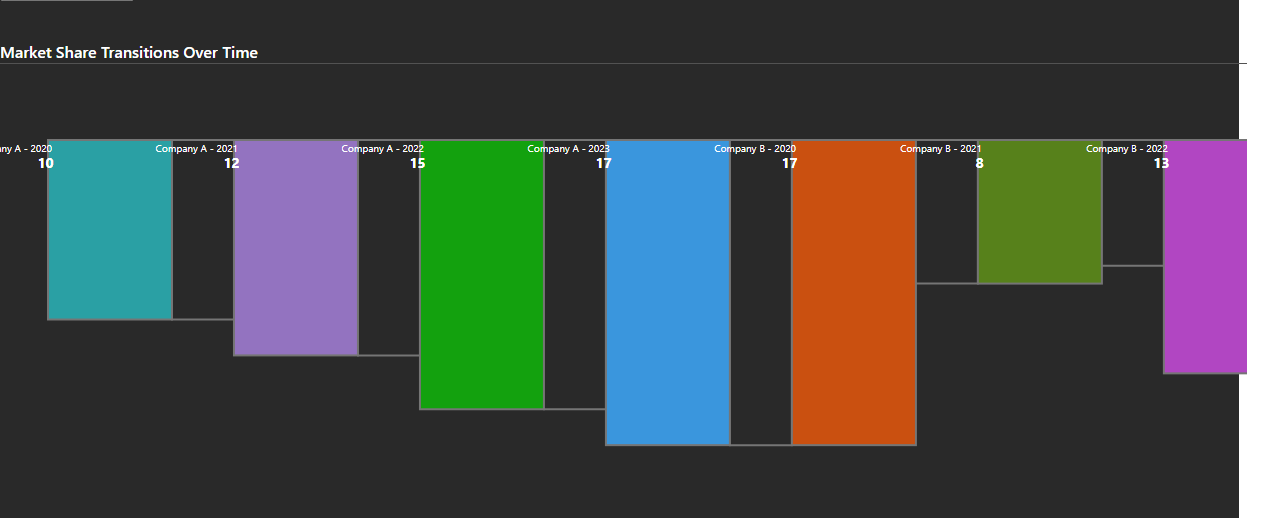 Market Share Transitions Over Time
ny A - 2020
10
Company A - 2021
12
Company A - 2022
15
Company A - 2023
17
Company B - 2020
17
Company B - 2021
8
Company B - 2022
13